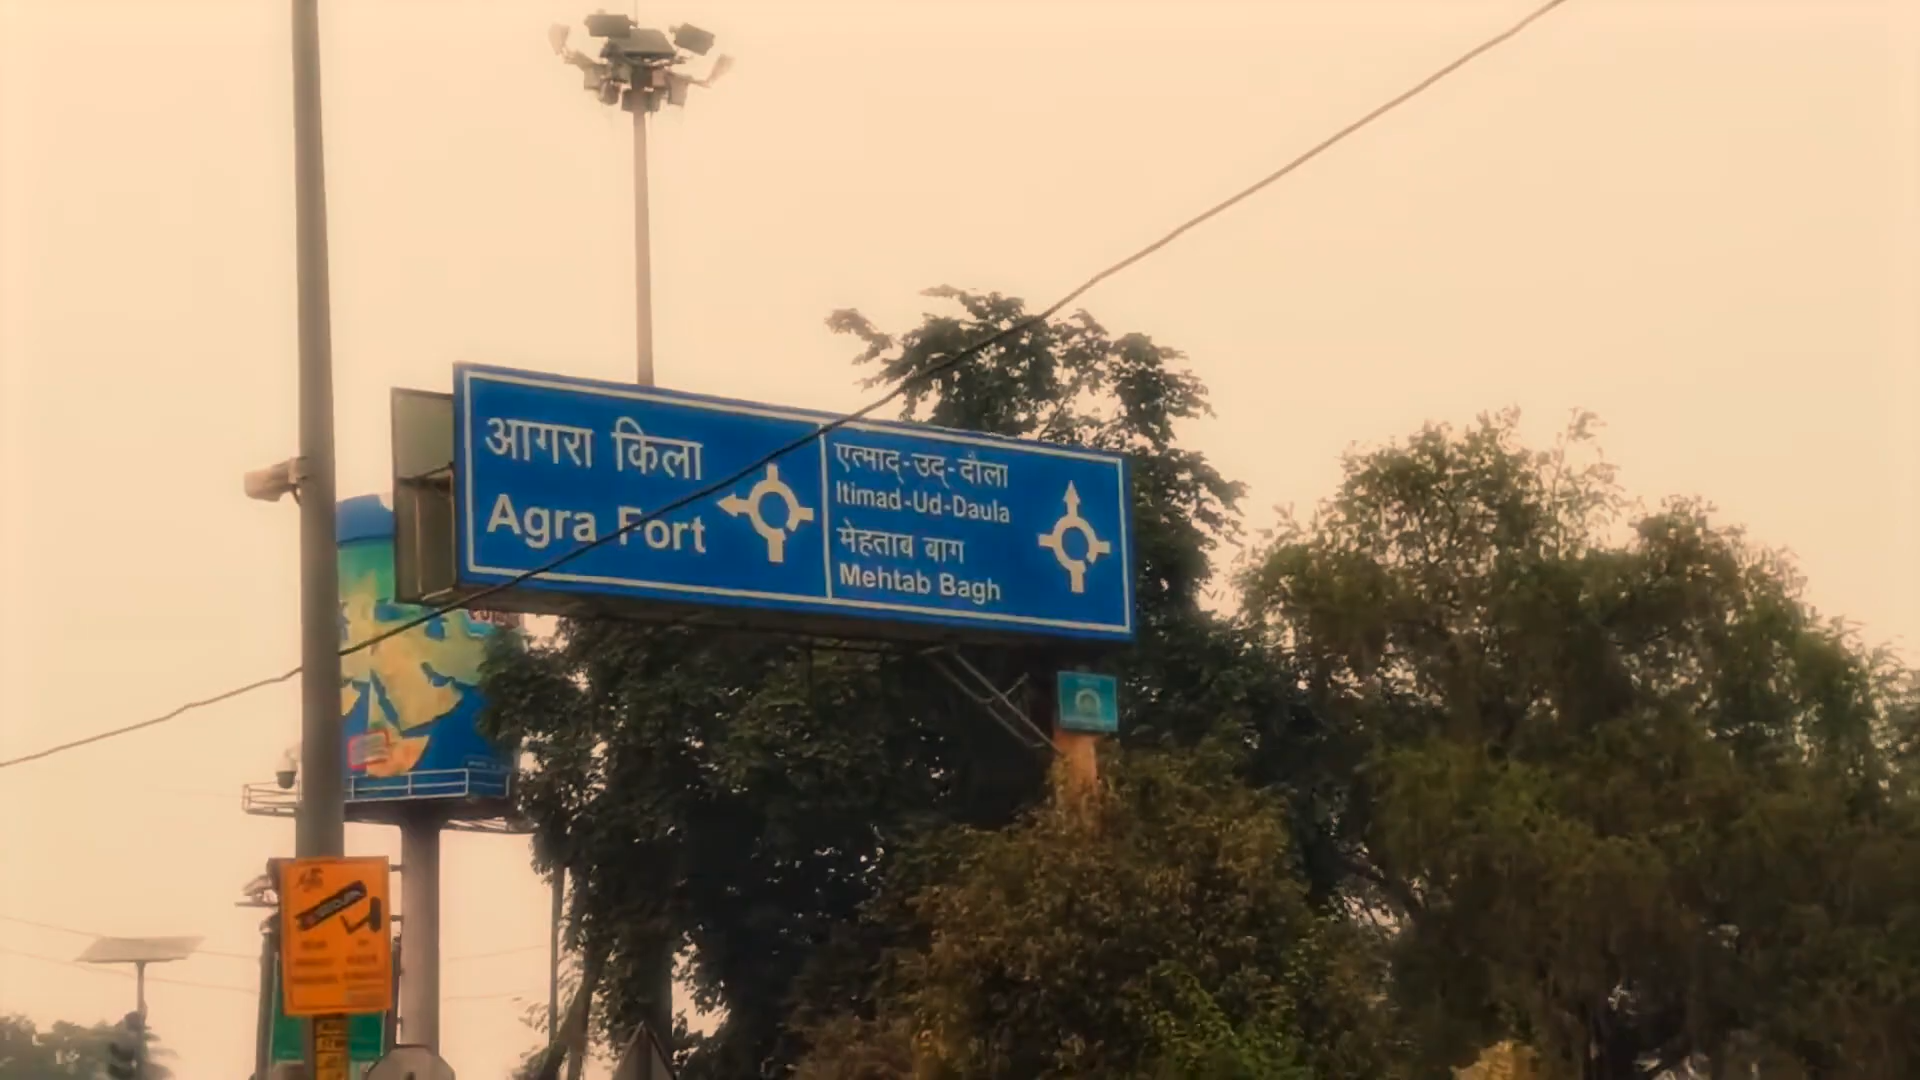 आगरा किला
Agra Fort
एत्माद्-उद्-दौला
Itimad-Ud-Daula
मेहताब बाग
Mehtab Bagh